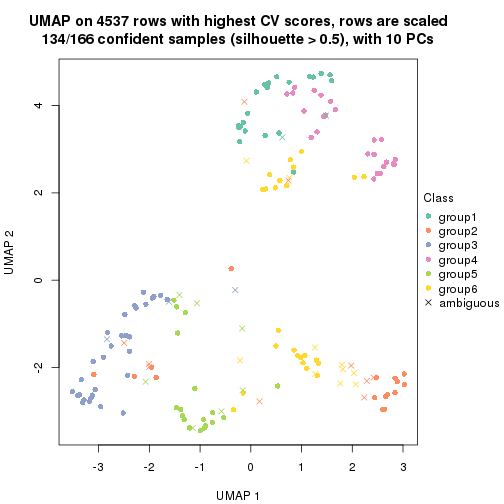 UMAP on 4537 rows with highest CV scores, rows are scaled
134/166 confident samples (silhouette > 0.5), with 10 PCs
4
2
0
-2
UMAP 2
-3
-2
-1
0
1
2
3
UMAP 1
Class
group1
group2
group3
group4
group5
group6
ambiguous